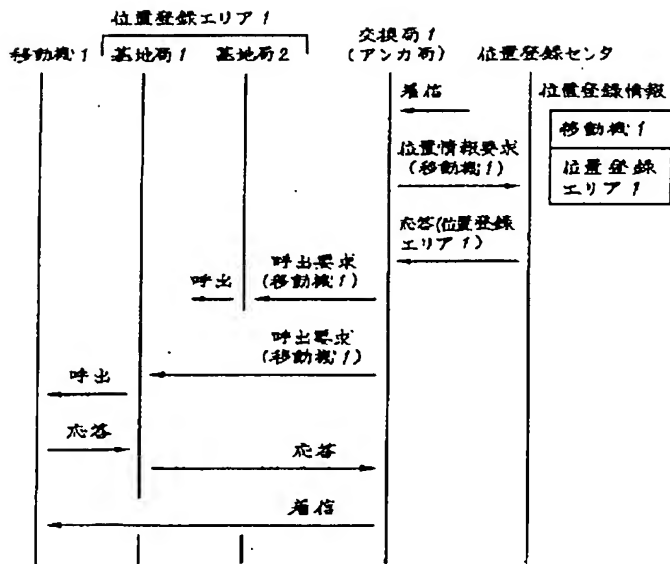 位置登録エリア1
移動機1
基地局1
基地局2
交換局1
(アンカ局)
位置登録センタ
着信
位置登録情報
移動機1
位置登録
エリア1
位置情報要求
(移動機1)
応答(位置登録
エリア1)
呼出要求
(移動機1)
呼出
呼出要求
(移動機1)
呼出
応答
応答
着信